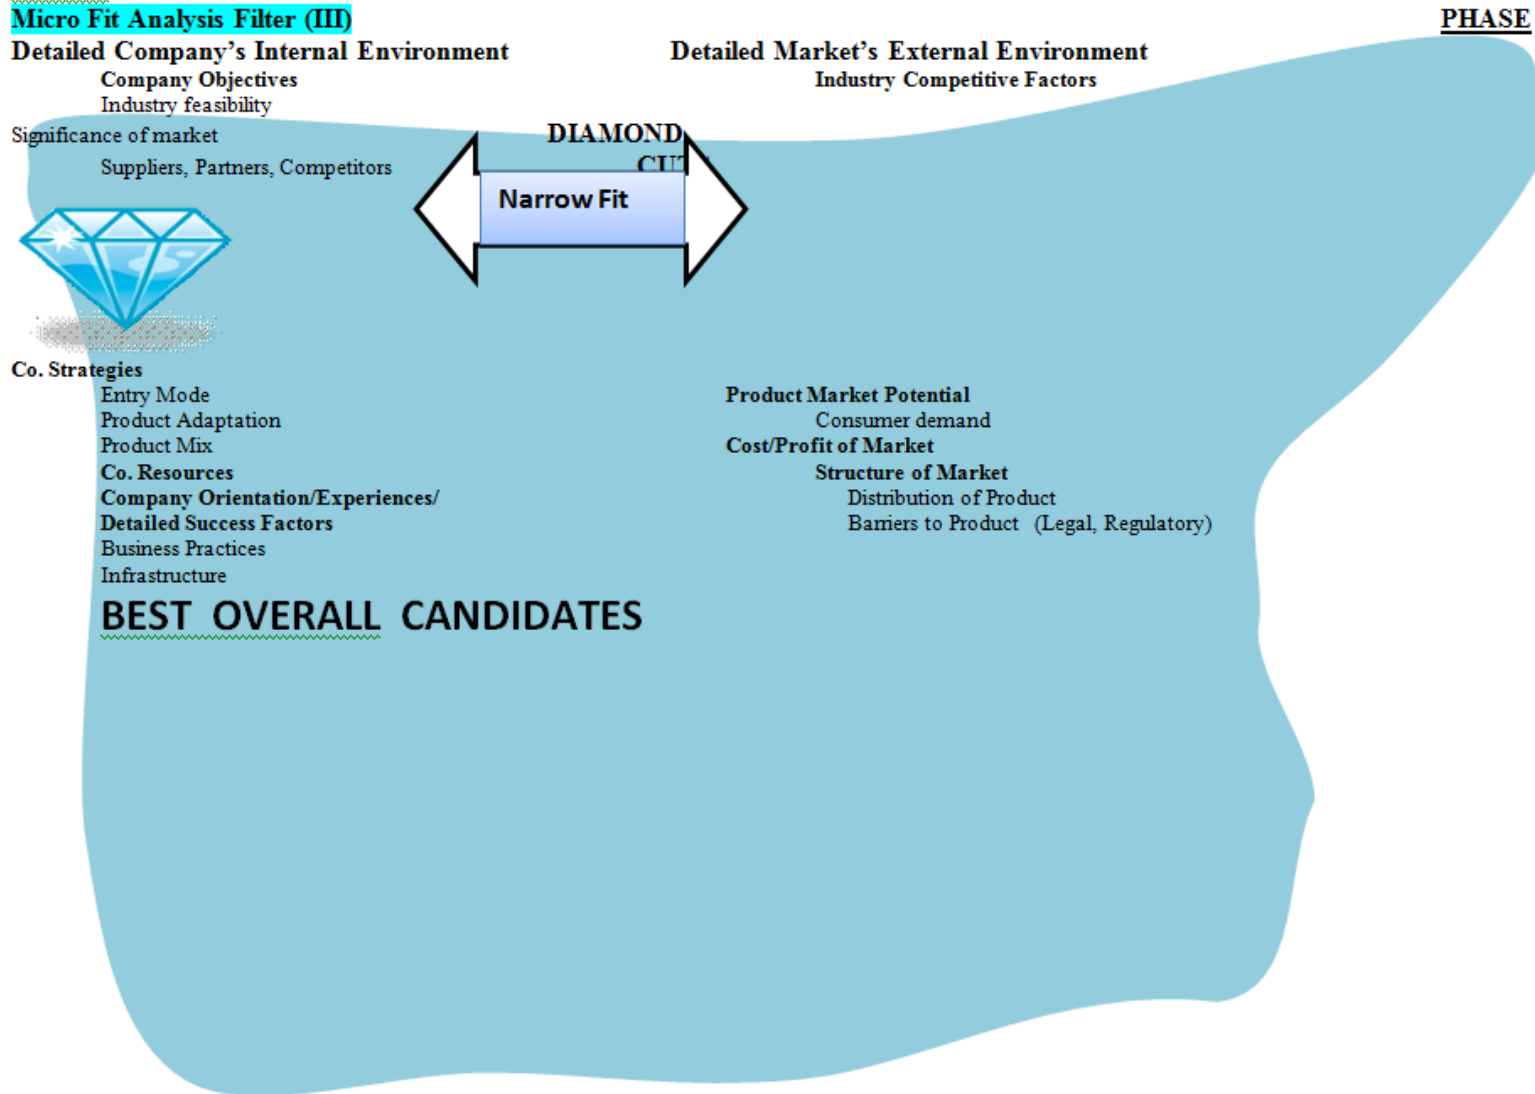 Micro Fit Analysis Filter (III)
PHASE
Detailed Company's Internal Environment
Detailed Market's External Environment
Company Objectives
Industry Competitive Factors
Industry feasibility
Significance of market
DIAMOND
Suppliers, Partners, Competitors
Narrow Fit
Co. Strategies
Entry Mode
Product Market Potential
Product Adaptation
Consumer demand
Product Mix
Cost/Profit of Market
Co. Resources
Structure of Market
Company Orientation/Experiences/
Distribution of Product
Detailed Success Factors
Barriers to Product (Legal, Regulatory)
Business Practices
Infrastructure
BEST OVERALL CANDIDATES